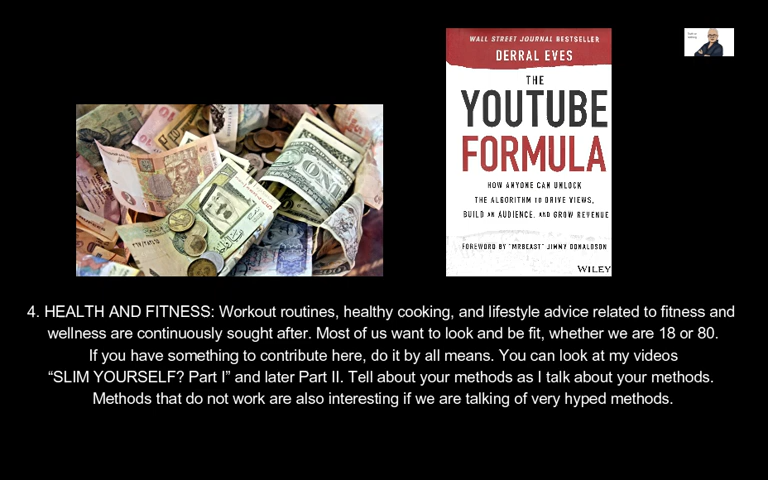 WALL STREET JOURNAL BESTSELLER
DERRAL EVES
THE
YOUTUBE
FORMULA
HOW ANYONE CAN UNLOCK
THE ALGORITHM TO DRIVE VIEWS,
BUILD AN AUDIENCE, AND GROW REVENUE
FOREWORD BY "MRBEAST" JIMMY DONALDSON
WILEY
4. HEALTH AND FITNESS: Workout routines, healthy cooking, and lifestyle advice related to fitness and
wellness are continuously sought after. Most of us want to look and be fit, whether we are 18 or 80.
If you have something to contribute here, do it by all means. You can look at my videos
“SLIM YOURSELF? Part I” and later Part II. Tell about your methods as I talk about your methods.
Methods that do not work are also interesting if we are talking of very hyped methods.